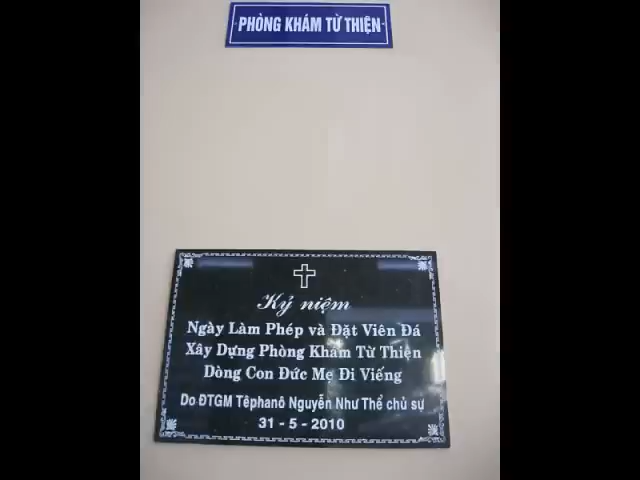 PHÒNG KHÁM TỪ THIỆN
Kỷ niệm
Ngày Làm Phép và Đặt Viên Đá
Xây Dựng Phòng Khám Từ Thiện
Dòng Con Đức Mẹ Đi Viếng
Do ĐTGM Têphanô Nguyễn Như Thể chủ sự
31 - 5 - 2010